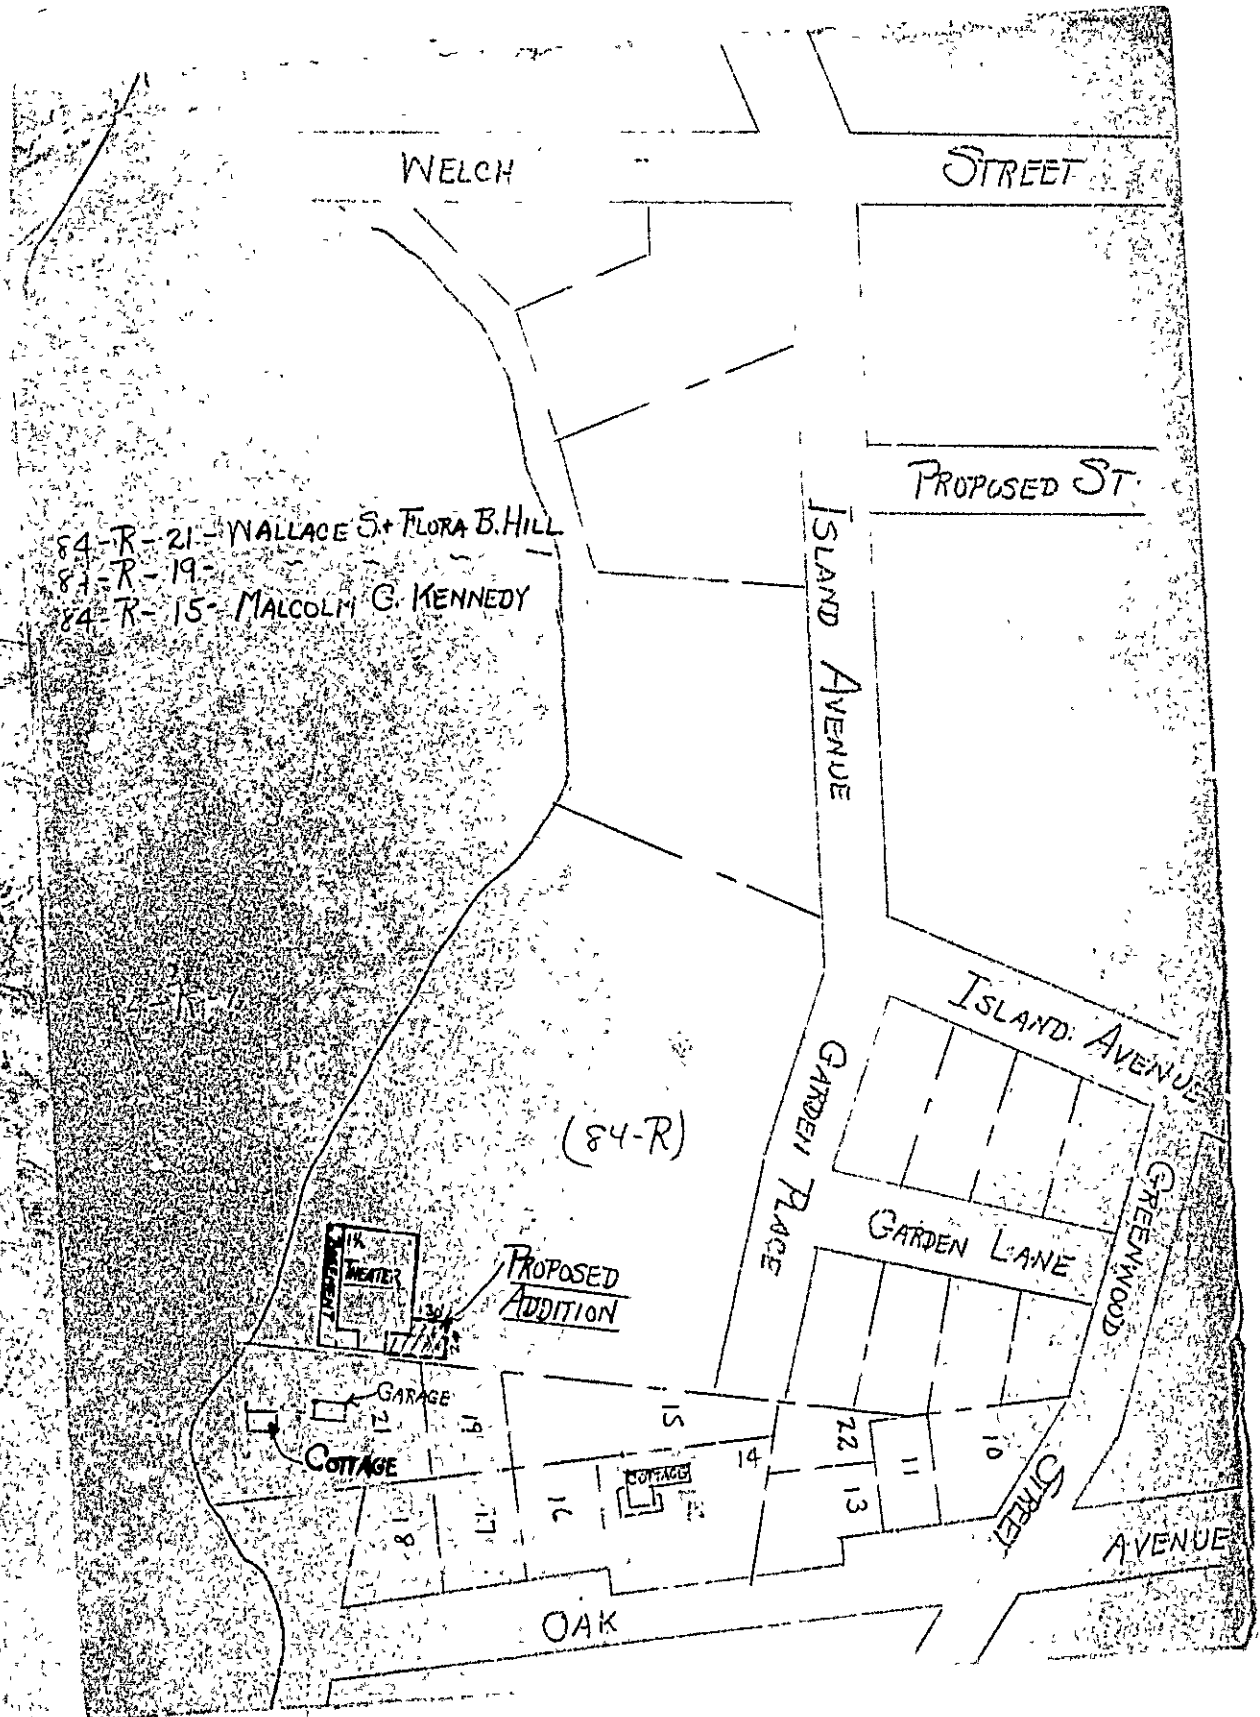 WELCH STREET
PROPOSED ST.
ISLAND AVENUE
84-R-21- WALLACE S. + FLORA B. HILL
84-R-19- ~ ~ ~ ~
84-R-15- MALCOLM G. KENNEDY
ISLAND AVENUE
GARDEN PLACE
(84-R)
GARDEN LANE
GREENWOOD STREET
THEATER
PROPOSED
ADDITION
30
GARAGE
COTTAGE
21
19
15
14
22
11
10
13
COTTAGE
16
17
18
OAK AVENUE